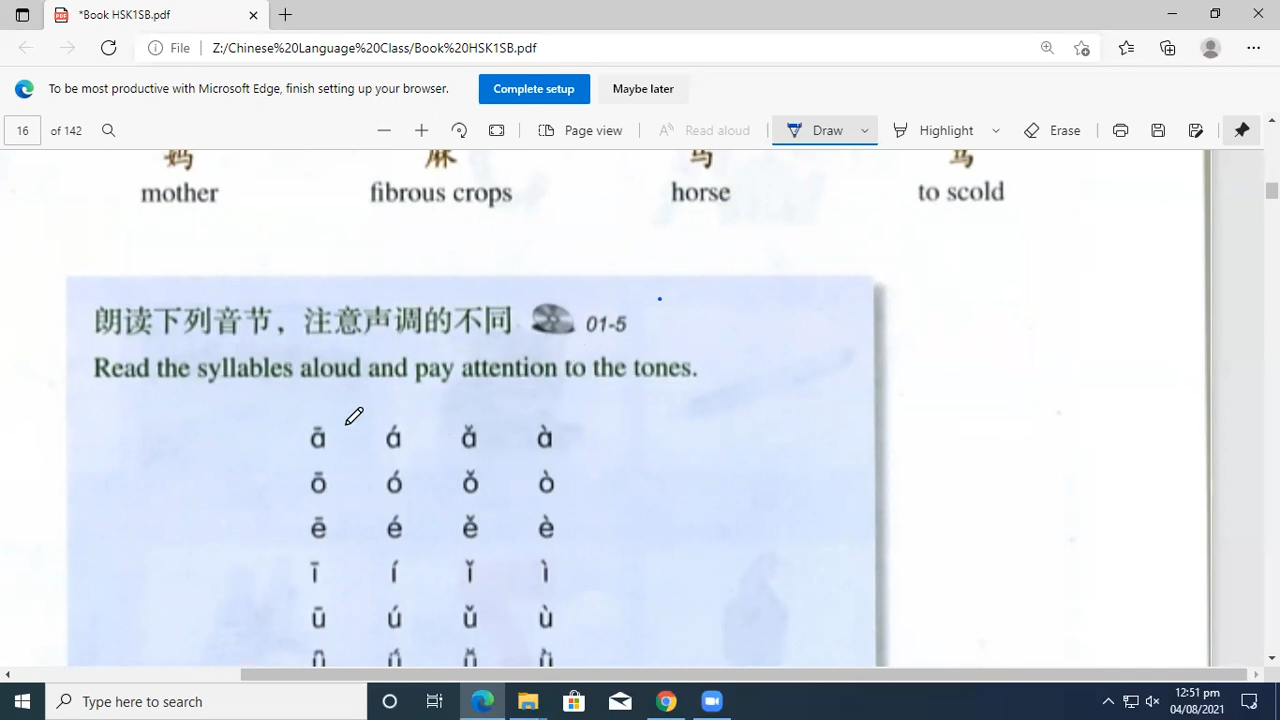 *Book HSK1SB.pdf
File Z:/Chinese%20Language%20Class/Book%20HSK1SB.pdf
To be most productive with Microsoft Edge, finish setting up your browser. Complete setup Maybe later
16 of 142 Page view Read aloud Draw Highlight Erase
妈 麻 马 骂
mother fibrous crops horse to scold
朗读下列音节，注意声调的不同 01-5
Read the syllables aloud and pay attention to the tones.
ā á ǎ à
ō ó ǒ ò
ē é ě è
ī í ǐ ì
ū ú ǔ ù
Type here to search
12:51 pm
04/08/2021